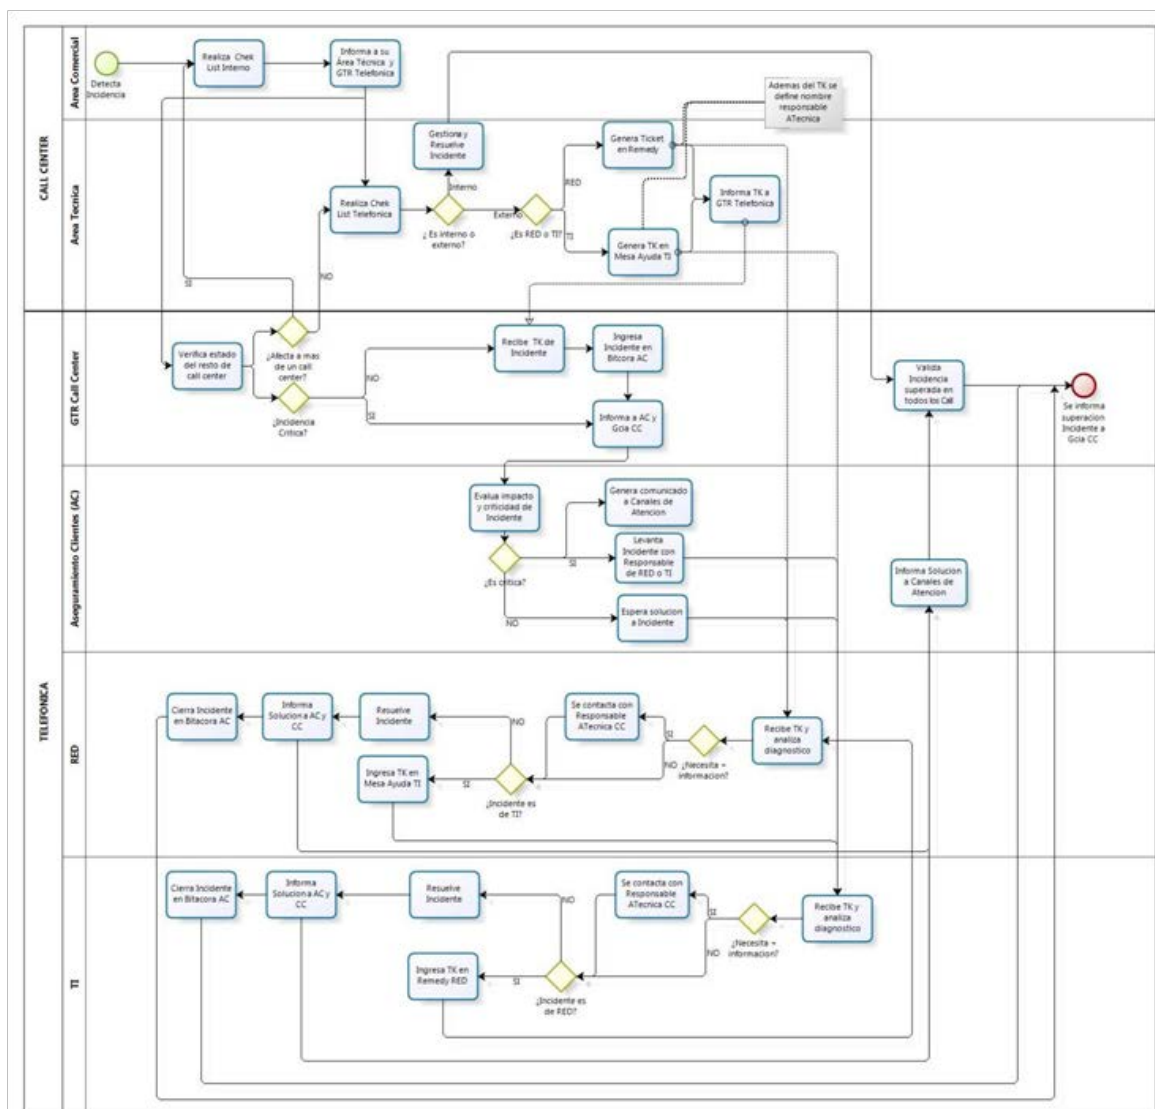 CALL CENTER
Area Comercial
Detecta
Incidencia
Realiza Chek
List Interno
Informa a su
Área Técnica y
GTR Telefonica
Ademas del TK se
define nombre
responsable
ATecnica
Area Tecnica
Gestiona y
Resuelve
Incidente
Interno
Realiza Chek
List Telefonica
¿ Es interno o
externo?
Externo
¿Es RED o TI?
RED
TI
Genera Ticket
en Remedy
Genera TK en
Mesa Ayuda TI
Informa TK a
GTR Telefonica
SI
NO
TELEFONICA
GTR Call Center
Verifica estado
del resto de
call center
¿Afecta a mas
de un call
center?
¿Incidencia
Critica?
NO
SI
Recibe TK de
Incidente
Ingresa
Incidente en
Bitcora AC
Informa a AC y
Gcia CC
Valida
Incidencia
superada en
todos los Call
Se informa
superacion
Incidente a
Gcia CC
Aseguramiento Clientes (AC)
Evalua impacto
y criticidad de
Incidente
¿Es critica?
SI
NO
Genera comunicado
a Canales de
Atencion
Levanta
Incidente con
Responsable
de RED o TI
Espera solucion
a Incidente
Informa Solucion
a Canales de
Atencion
RED
Cierra Incidente
en Bitacora AC
Informa
Solucion a AC y
CC
Resuelve
Incidente
Ingresa TK en
Mesa Ayuda TI
NO
SI
¿Incidente es
de TI?
Se contacta con
Responsable
ATecnica CC
SI
NO
¿Necesita +
informacion?
Recibe TK y
analiza
diagnostico
TI
Cierra Incidente
en Bitacora AC
Informa
Solucion a AC y
CC
Resuelve
Incidente
Ingresa TK en
Remedy RED
NO
SI
¿Incidente es
de RED?
Se contacta con
Responsable
ATecnica CC
SI
NO
¿Necesita +
informacion?
Recibe TK y
analiza
diagnostico